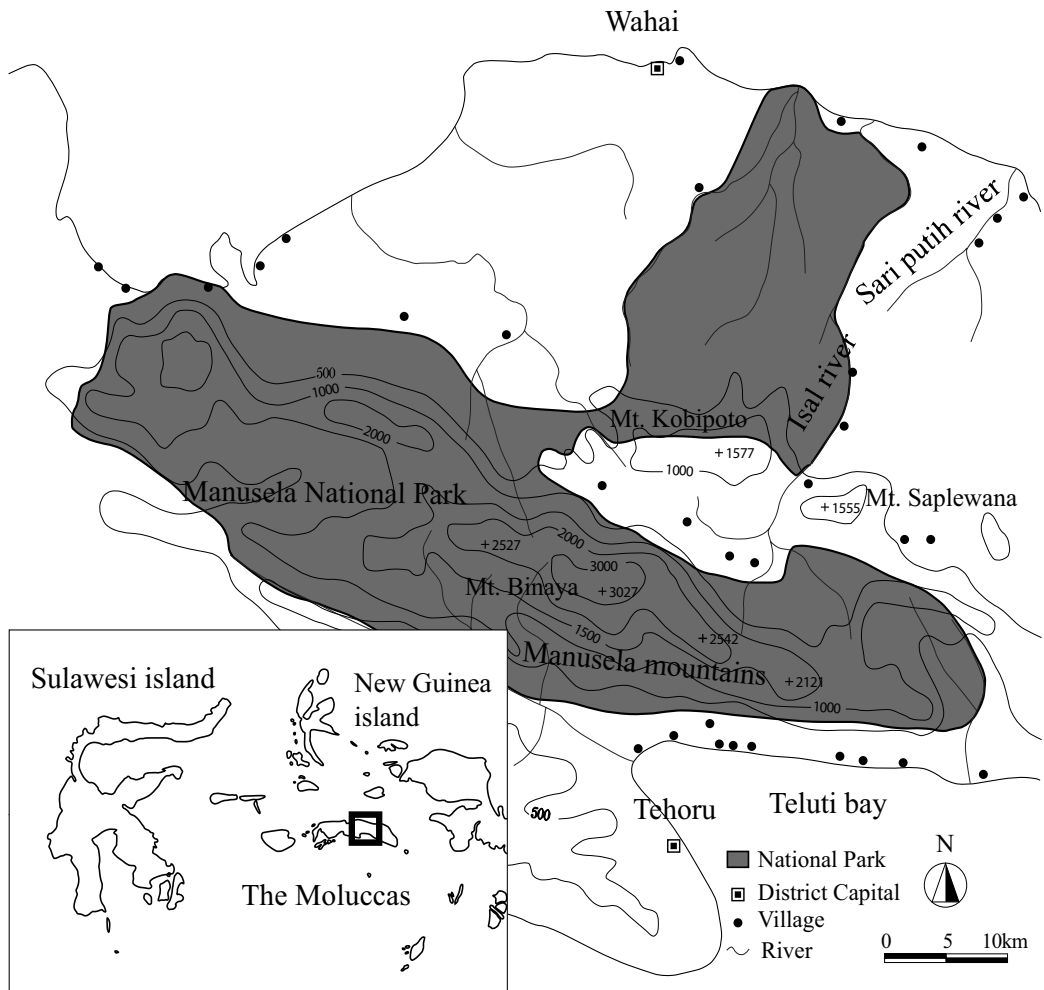 Wahai
Sari putih river
Isal river
500
1000
2000
Mt. Kobipoto
+1577
1000
Manusela National Park
Mt. Saplewana
+1555
2000
+2527
3000
Mt. Binaya
+3027
1500
+2542
Manusela mountains
+2121
1000
Sulawesi island
New Guinea
island
The Moluccas
500
Tehoru
Teluti bay
National Park
District Capital
Village
River
N
0 5 10km